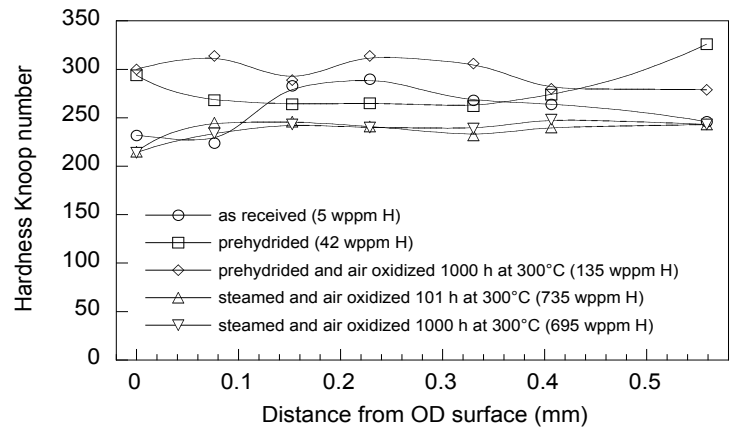 350
300
250
200
150
100
50
0
Hardness Knoop number
as received (5 wppm H)
prehydrided (42 wppm H)
prehydrided and air oxidized 1000 h at 300°C (135 wppm H)
steamed and air oxidized 101 h at 300°C (735 wppm H)
steamed and air oxidized 1000 h at 300°C (695 wppm H)
0 0.1 0.2 0.3 0.4 0.5
Distance from OD surface (mm)